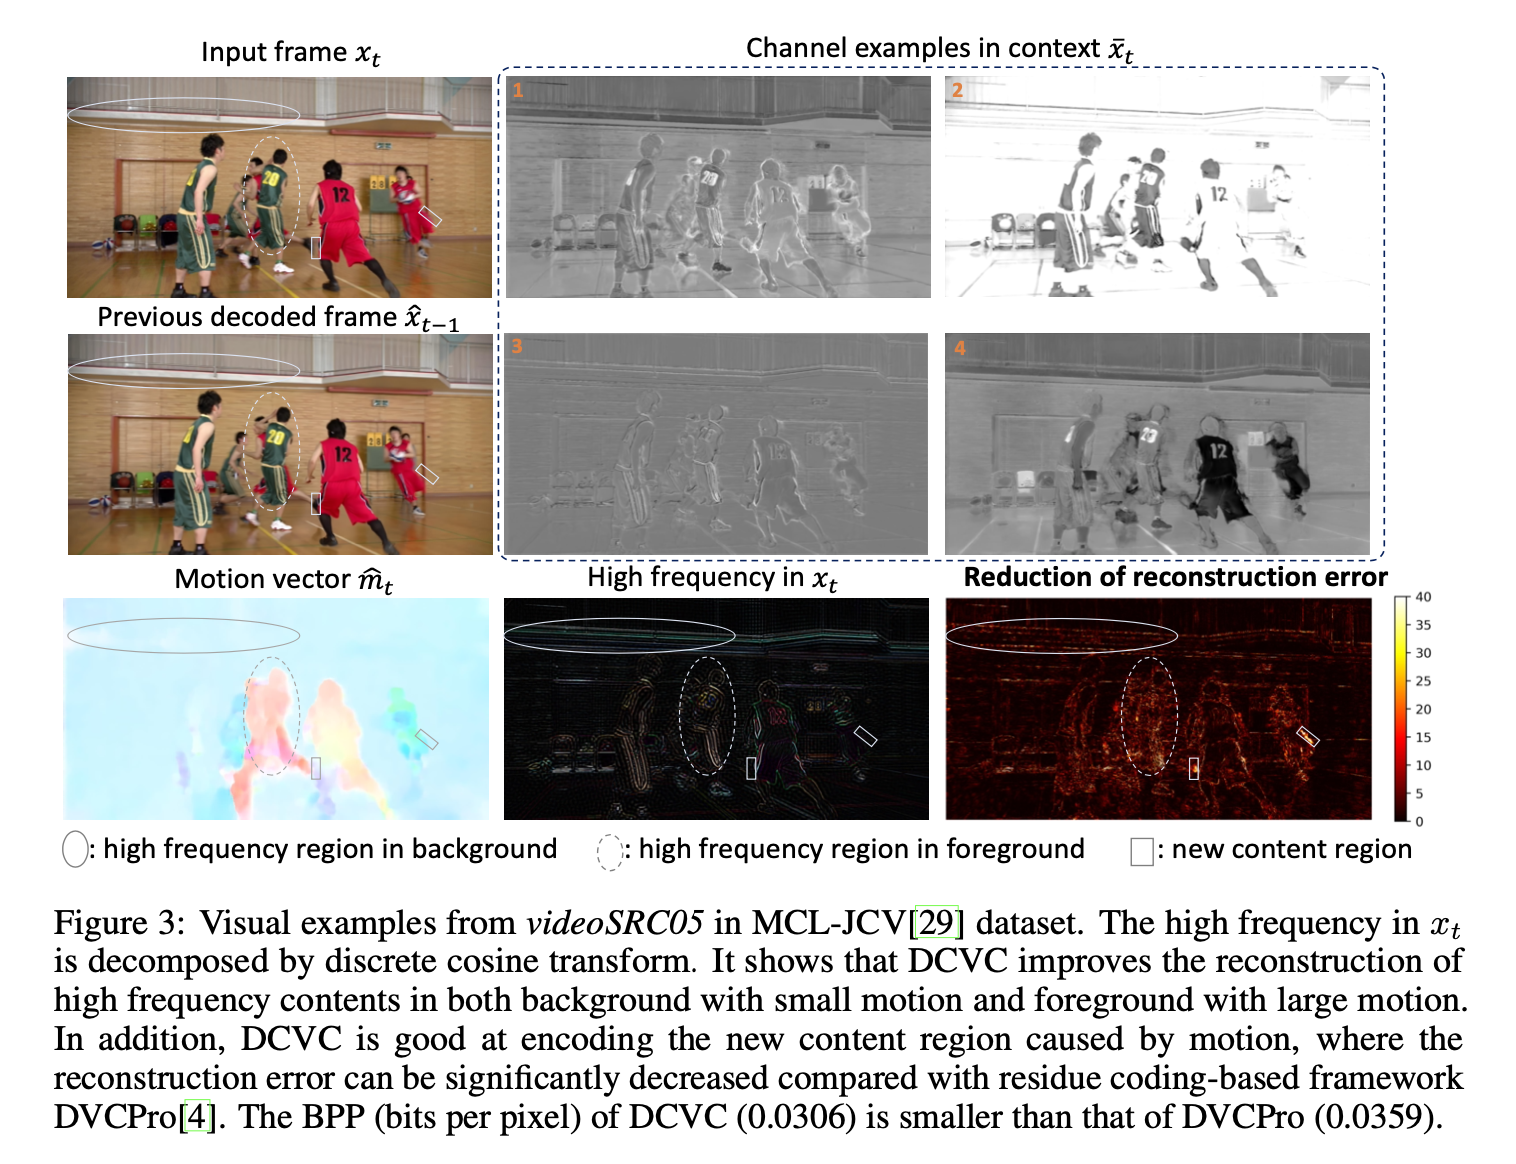 Input frame x_t
Channel examples in context x̄_t
1
2
20
12
Previous decoded frame x̂_{t−1}
3
4
20
12
Motion vector m̂_t
High frequency in x_t
Reduction of reconstruction error
40
35
30
25
20
15
10
5
0
: high frequency region in background
: high frequency region in foreground
: new content region
Figure 3: Visual examples from videoSRC05 in MCL-JCV[29] dataset. The high frequency in x_t
is decomposed by discrete cosine transform. It shows that DCVC improves the reconstruction of
high frequency contents in both background with small motion and foreground with large motion.
In addition, DCVC is good at encoding the new content region caused by motion, where the
reconstruction error can be significantly decreased compared with residue coding-based framework
DVCPro[4]. The BPP (bits per pixel) of DCVC (0.0306) is smaller than that of DVCPro (0.0359).